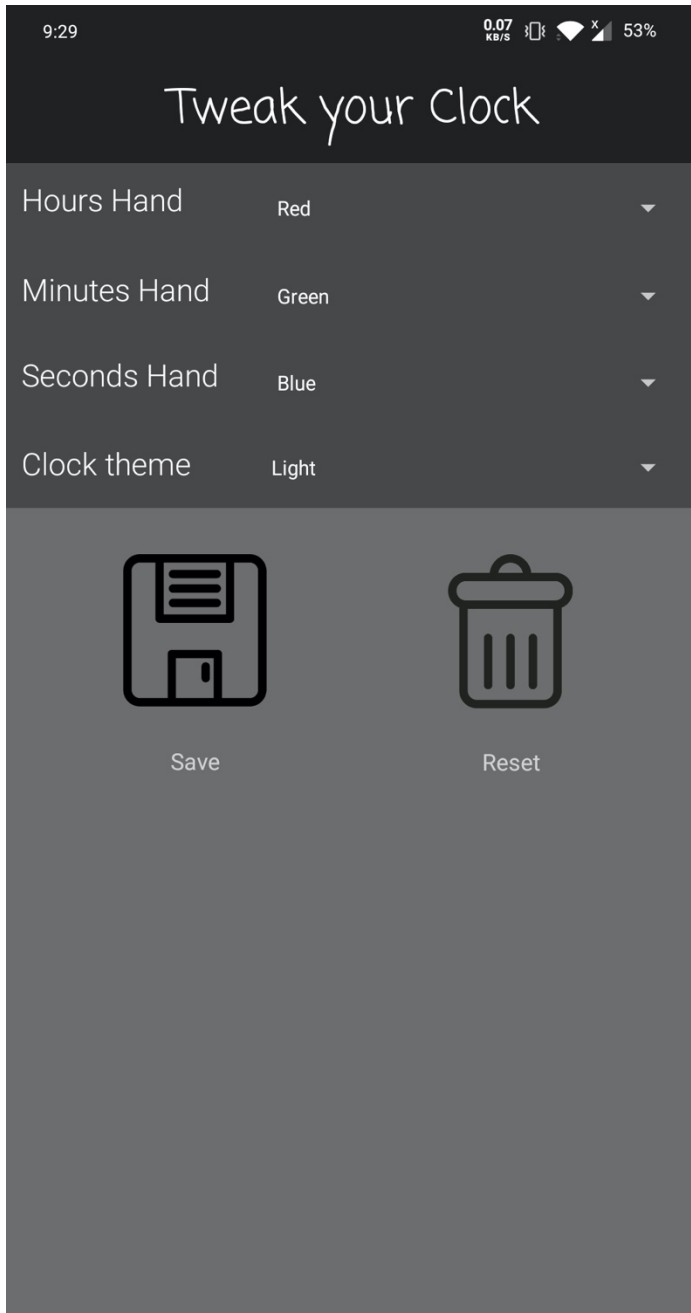 9:29 0.07 KB/S X 53%
Tweak your Clock
Hours Hand Red
Minutes Hand Green
Seconds Hand Blue
Clock theme Light
Save Reset